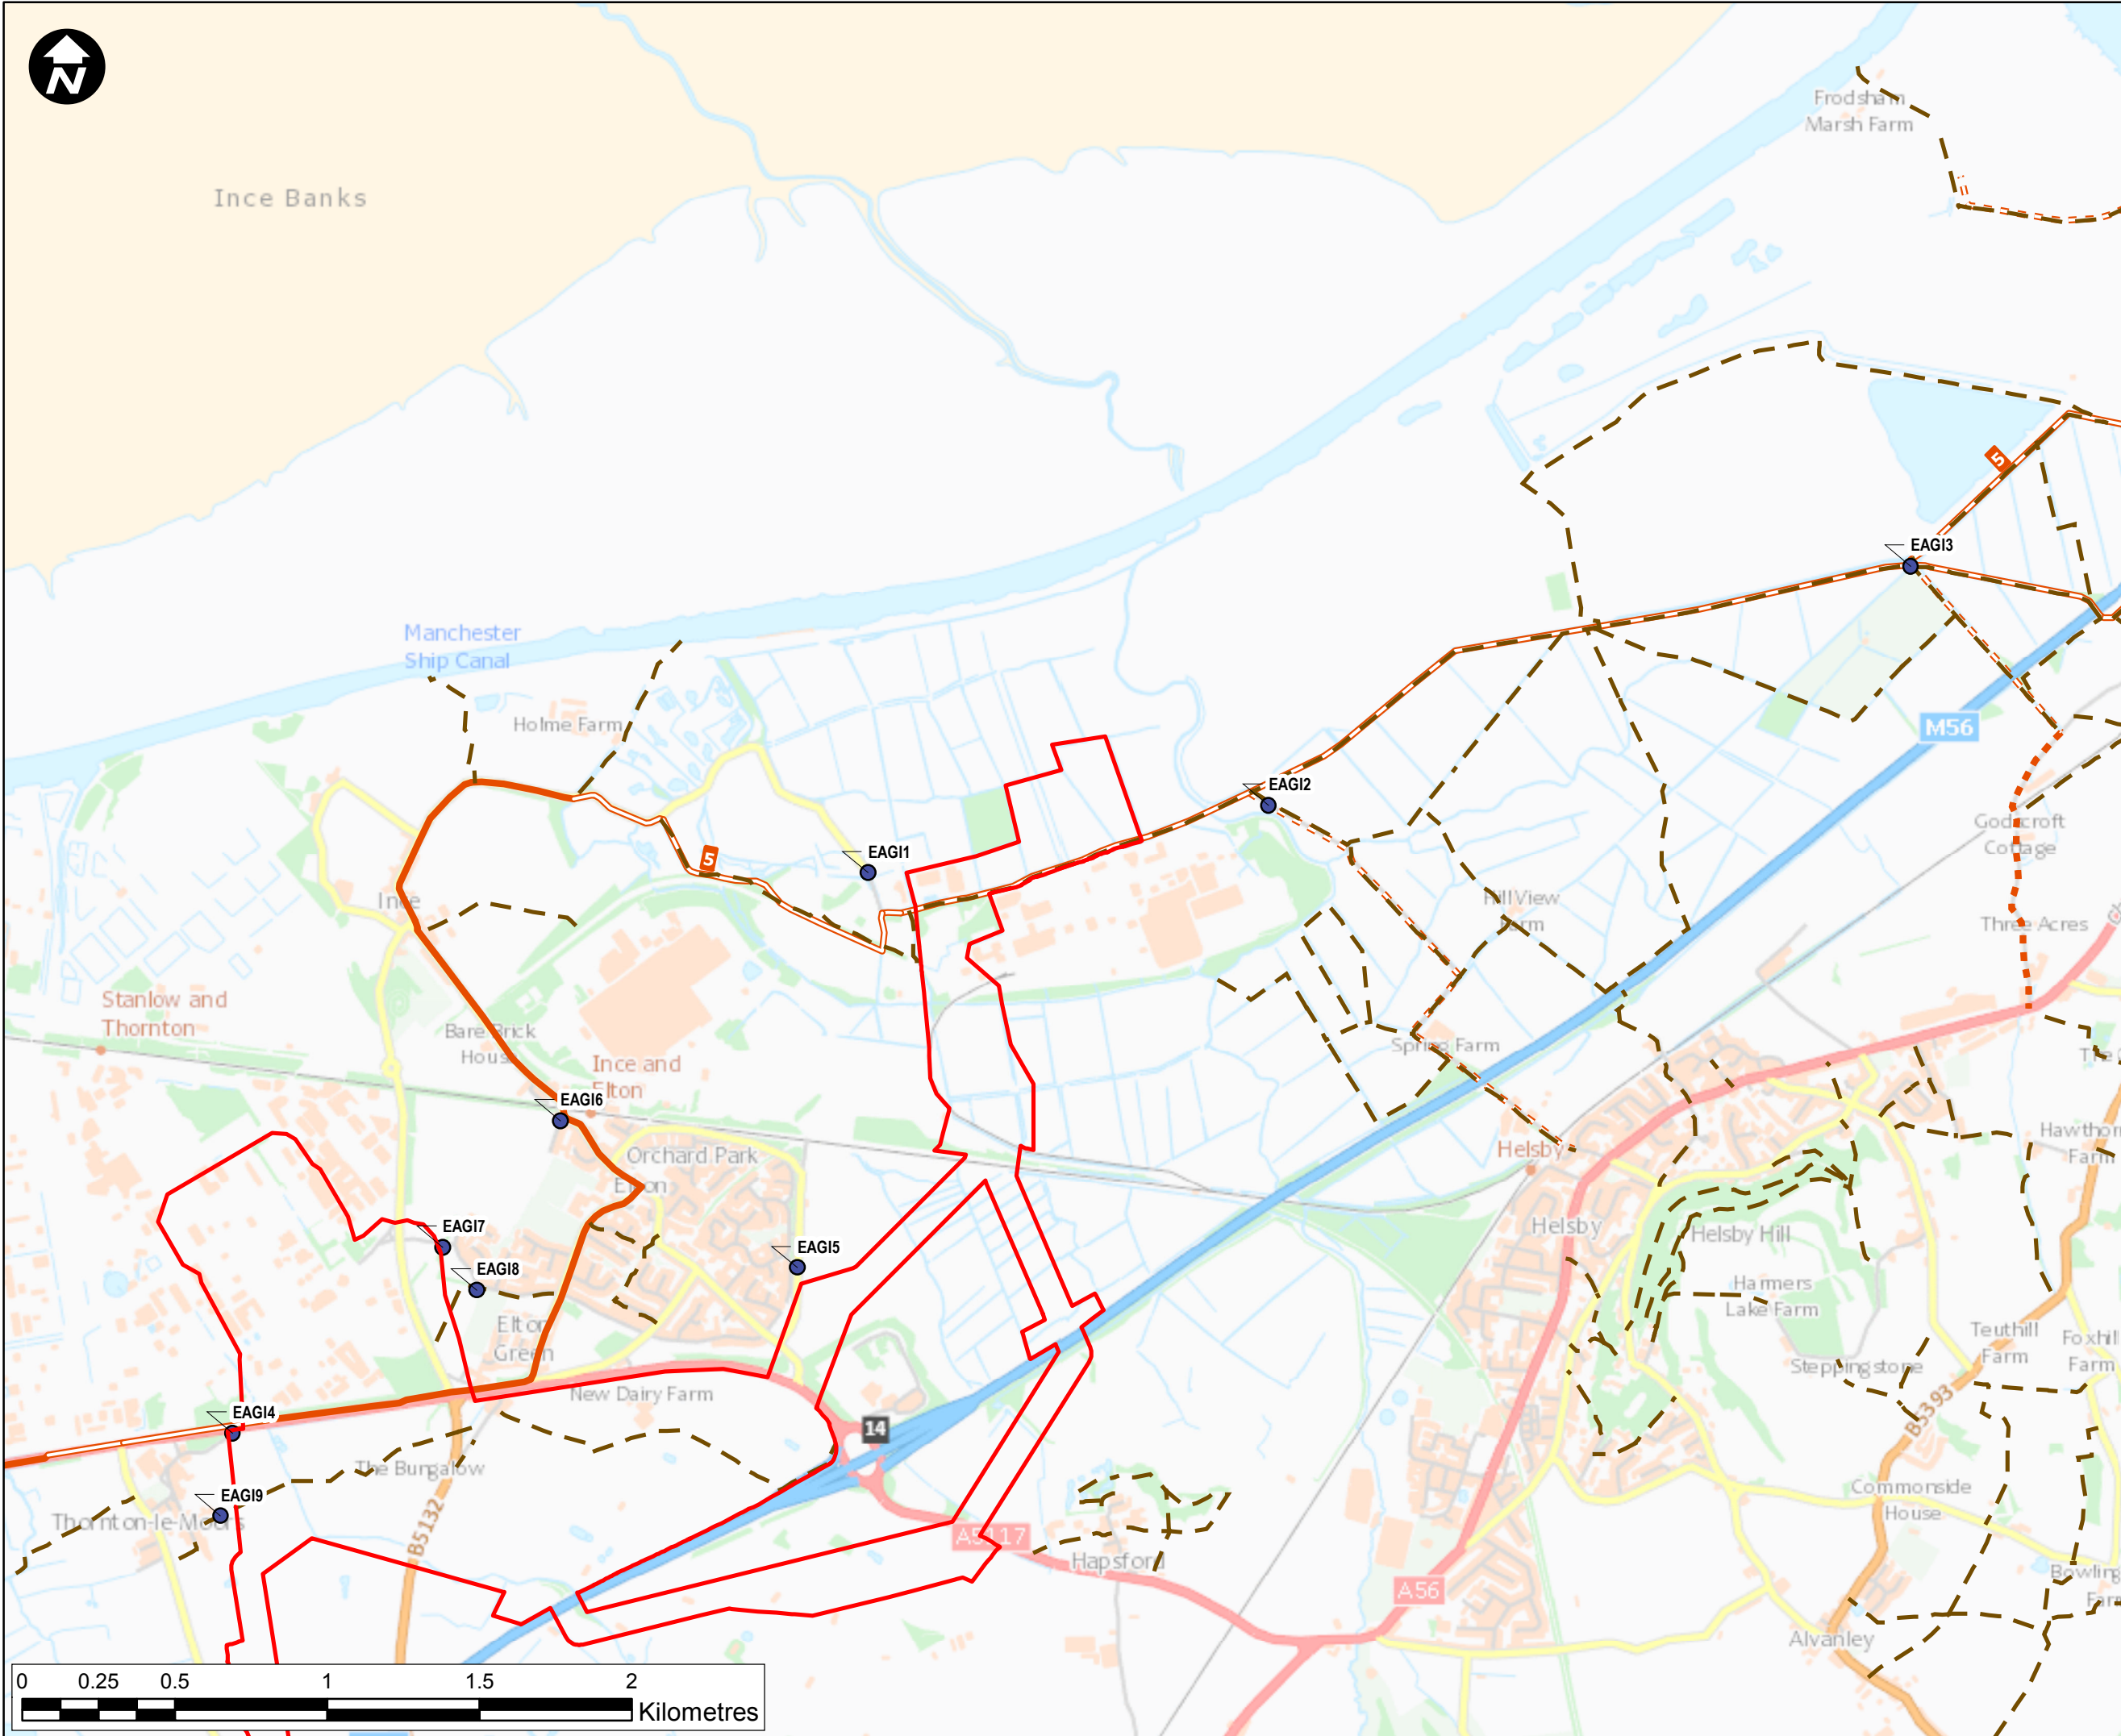 N
Frodsham
Marsh Farm
Ince Banks
5
EAGI3
Manchester
Ship Canal
Holme Farm
M56
EAGI2
Godscroft
Cottage
5
EAGI1
Ince
Hill View
Farm
Three Acres
Stanlow and
Thornton
Bare Brick
House
Ince and
Elton
Spring Farm
EAGI6
Orchard Park
Elton
Helsby
Hawthorn
Farm
EAGI7
EAGI5
Helsby
Helsby Hill
EAGI8
Harmers
Lake Farm
Elton
Green
Teuthill
Farm
Foxhill
Farm
New Dairy Farm
Steppingstone
EAGI4
14
B5393
The Bungalow
Commonside
House
EAGI9
Thornton-le-Moors
B5132
A5117
Hapsford
A56
Bowling
Farm
Alvanley
0 0.25 0.5 1 1.5 2
Kilometres